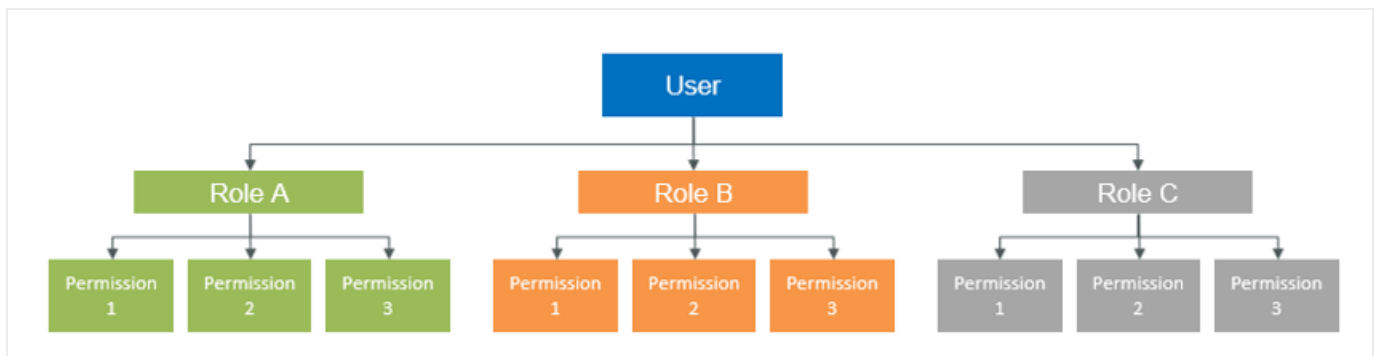 User
Role A
Role B
Role C
Permission
1
Permission
2
Permission
3
Permission
1
Permission
2
Permission
3
Permission
1
Permission
2
Permission
3